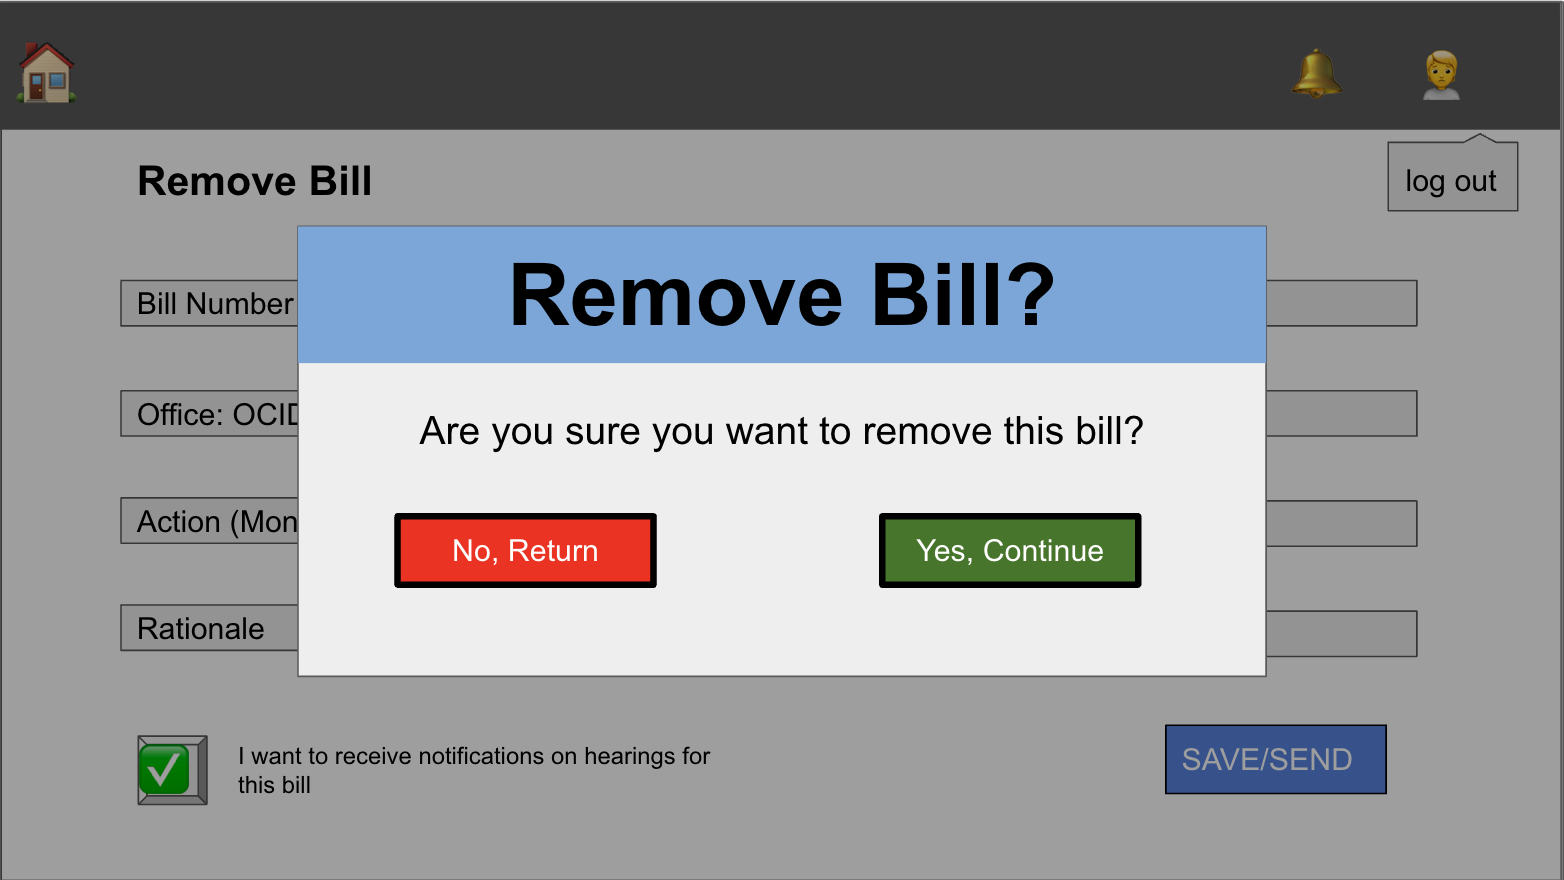 Remove Bill
log out
Remove Bill?
Bill Number
Are you sure you want to remove this bill?
Office: OCID
Action (Mon
No, Return
Yes, Continue
Rationale
I want to receive notifications on hearings for
this bill
SAVE/SEND